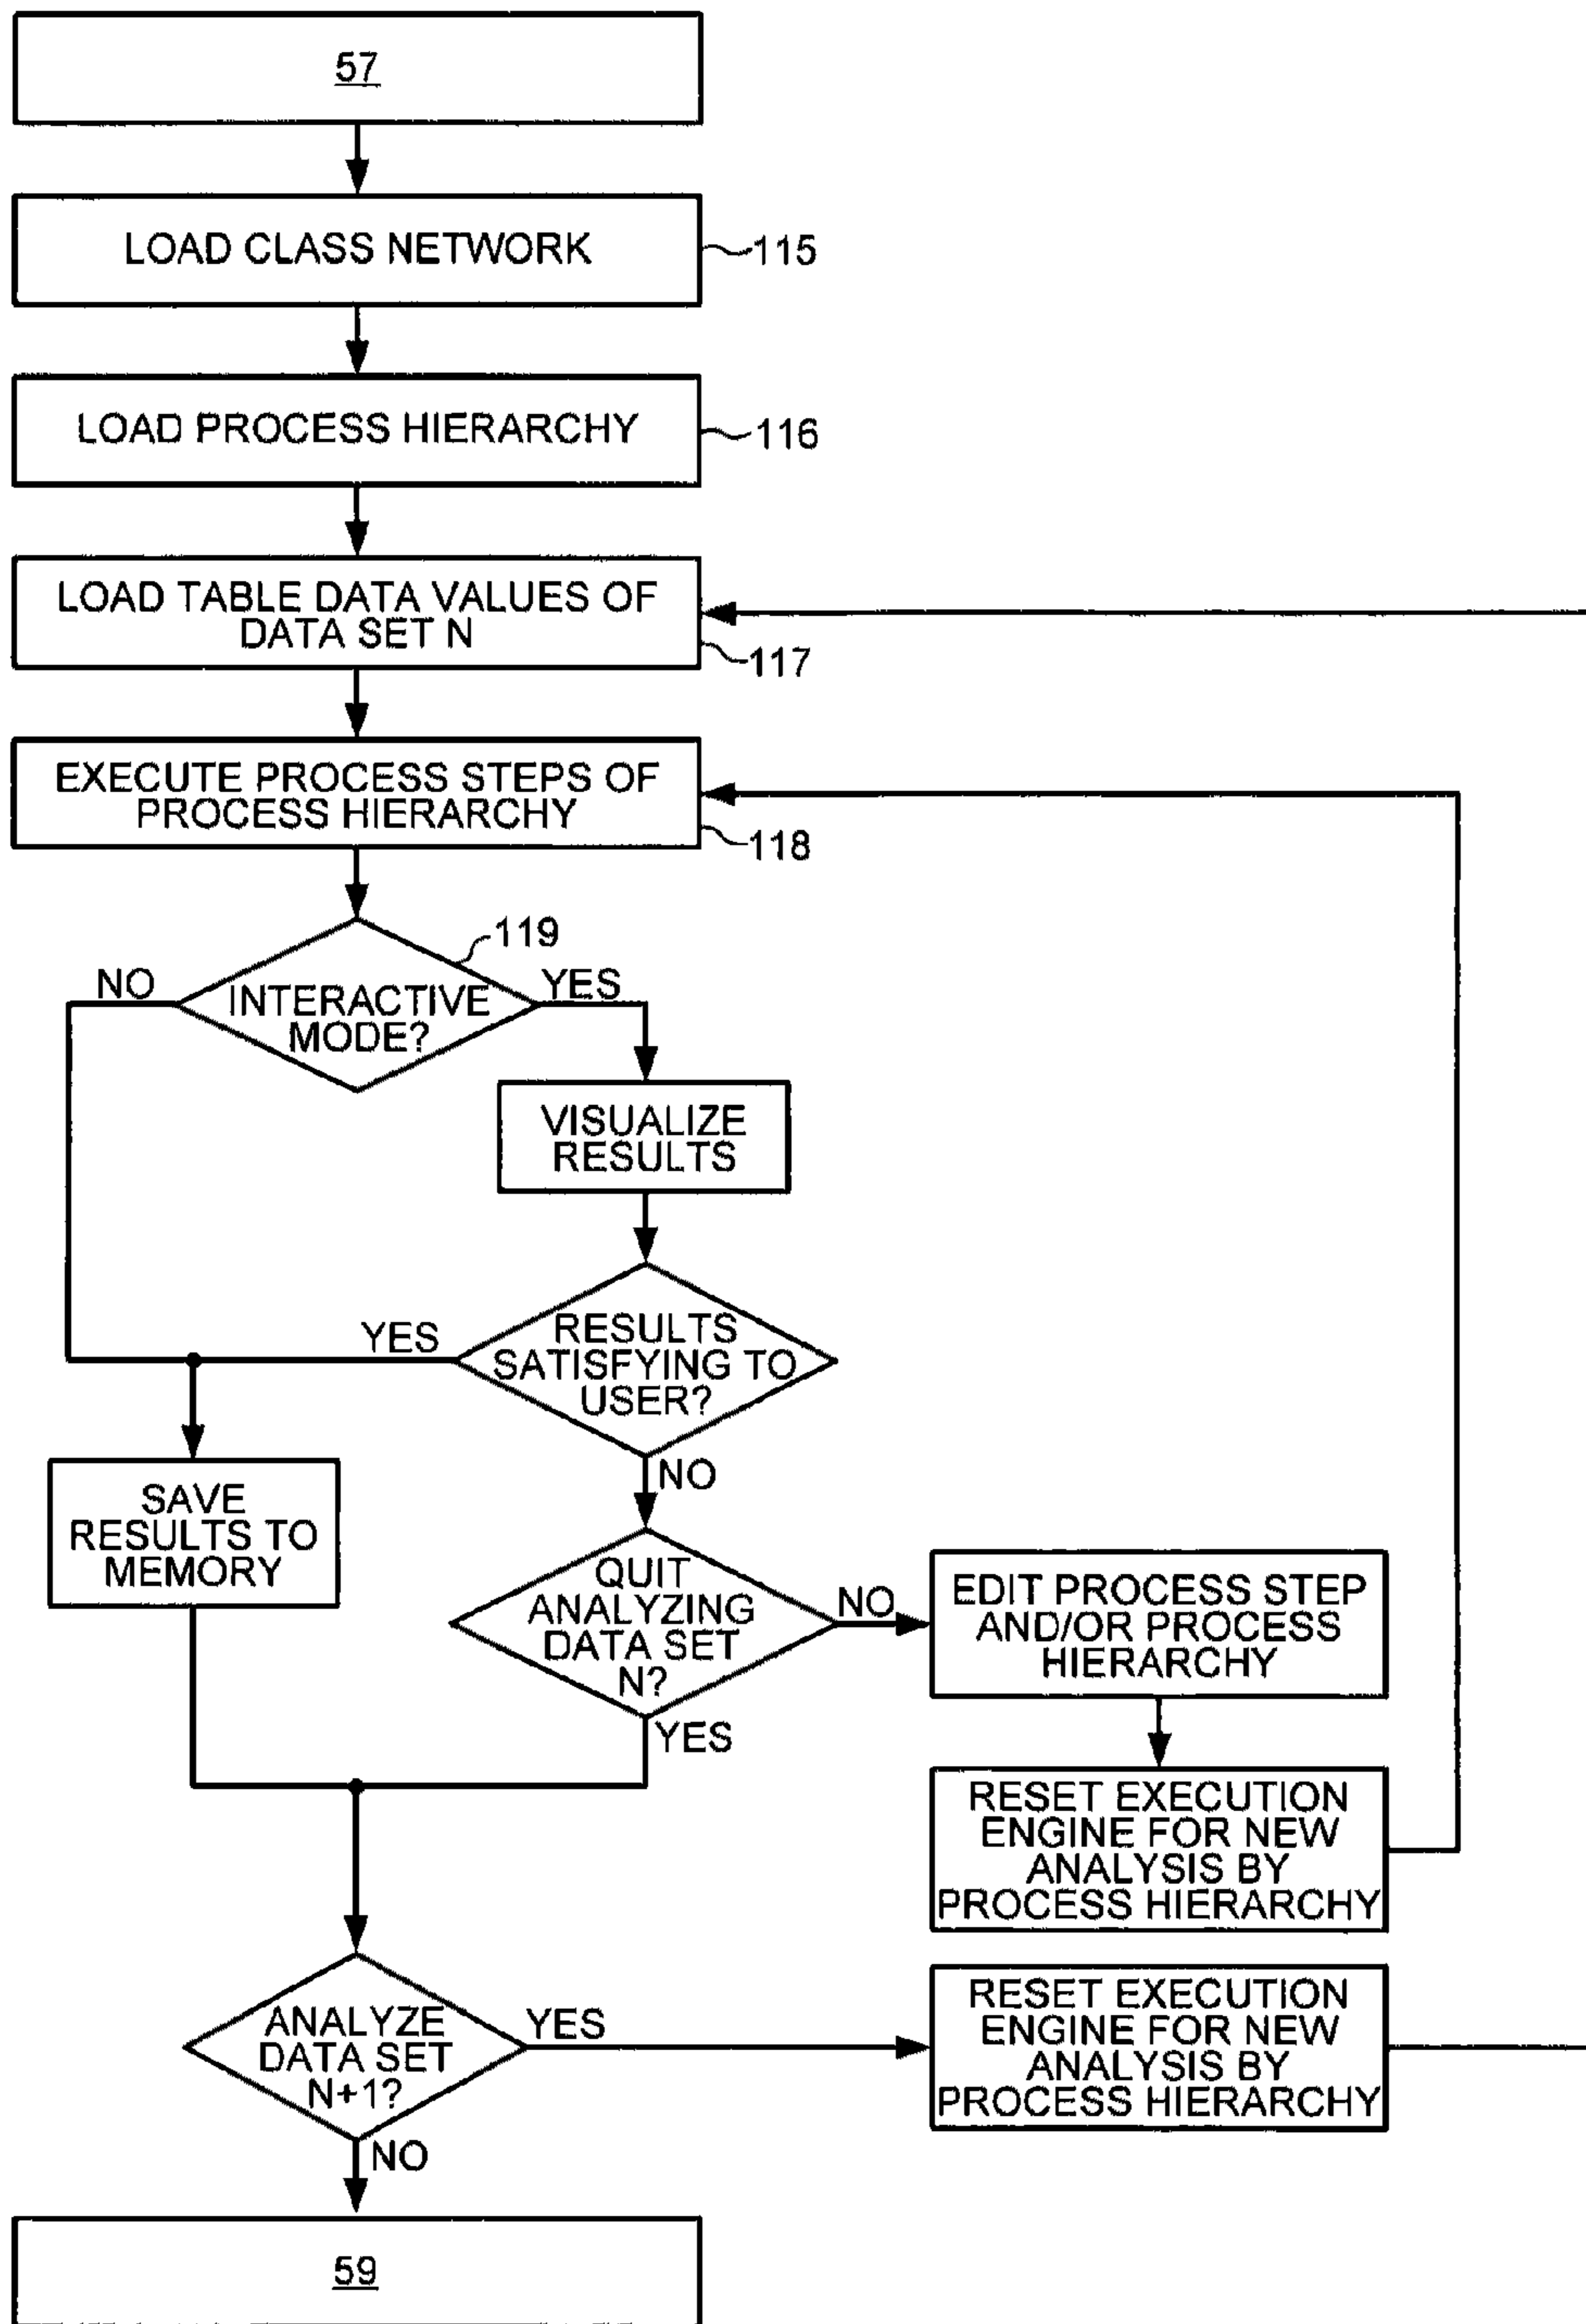 57
LOAD CLASS NETWORK
115
LOAD PROCESS HIERARCHY
116
LOAD TABLE DATA VALUES OF
DATA SET N
117
EXECUTE PROCESS STEPS OF
PROCESS HIERARCHY
118
119
NO
INTERACTIVE
MODE?
YES
VISUALIZE
RESULTS
YES
RESULTS
SATISFYING TO
USER?
NO
SAVE
RESULTS TO
MEMORY
QUIT
ANALYZING
DATA SET
N?
NO
YES
EDIT PROCESS STEP
AND/OR PROCESS
HIERARCHY
RESET EXECUTION
ENGINE FOR NEW
ANALYSIS BY
PROCESS HIERARCHY
ANALYZE
DATA SET
N+1?
YES
NO
RESET EXECUTION
ENGINE FOR NEW
ANALYSIS BY
PROCESS HIERARCHY
59